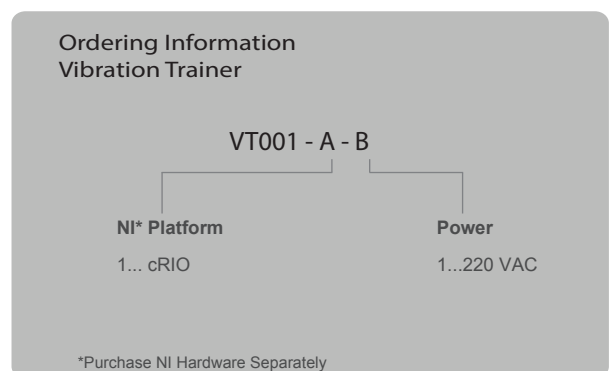 Ordering Information
Vibration Trainer
VT001 - A - B
NI* Platform
Power
1... cRIO
1...220 VAC
*Purchase NI Hardware Separately